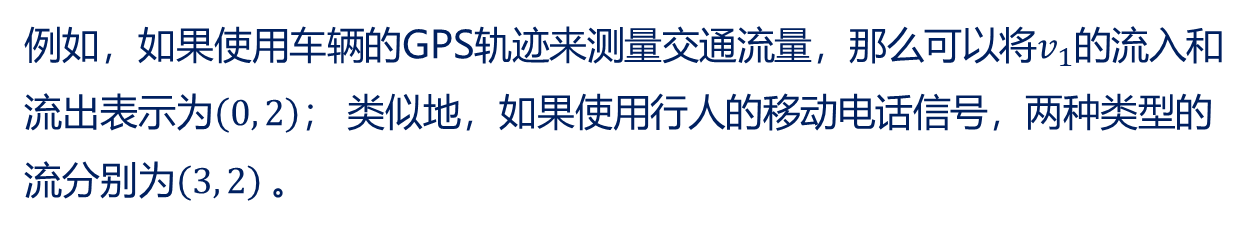 例如，如果使用车辆的GPS轨迹来测量交通流量，那么可以将𝑣₁的流入和
流出表示为(0, 2)； 类似地，如果使用行人的移动电话信号，两种类型的
流分别为(3, 2) 。